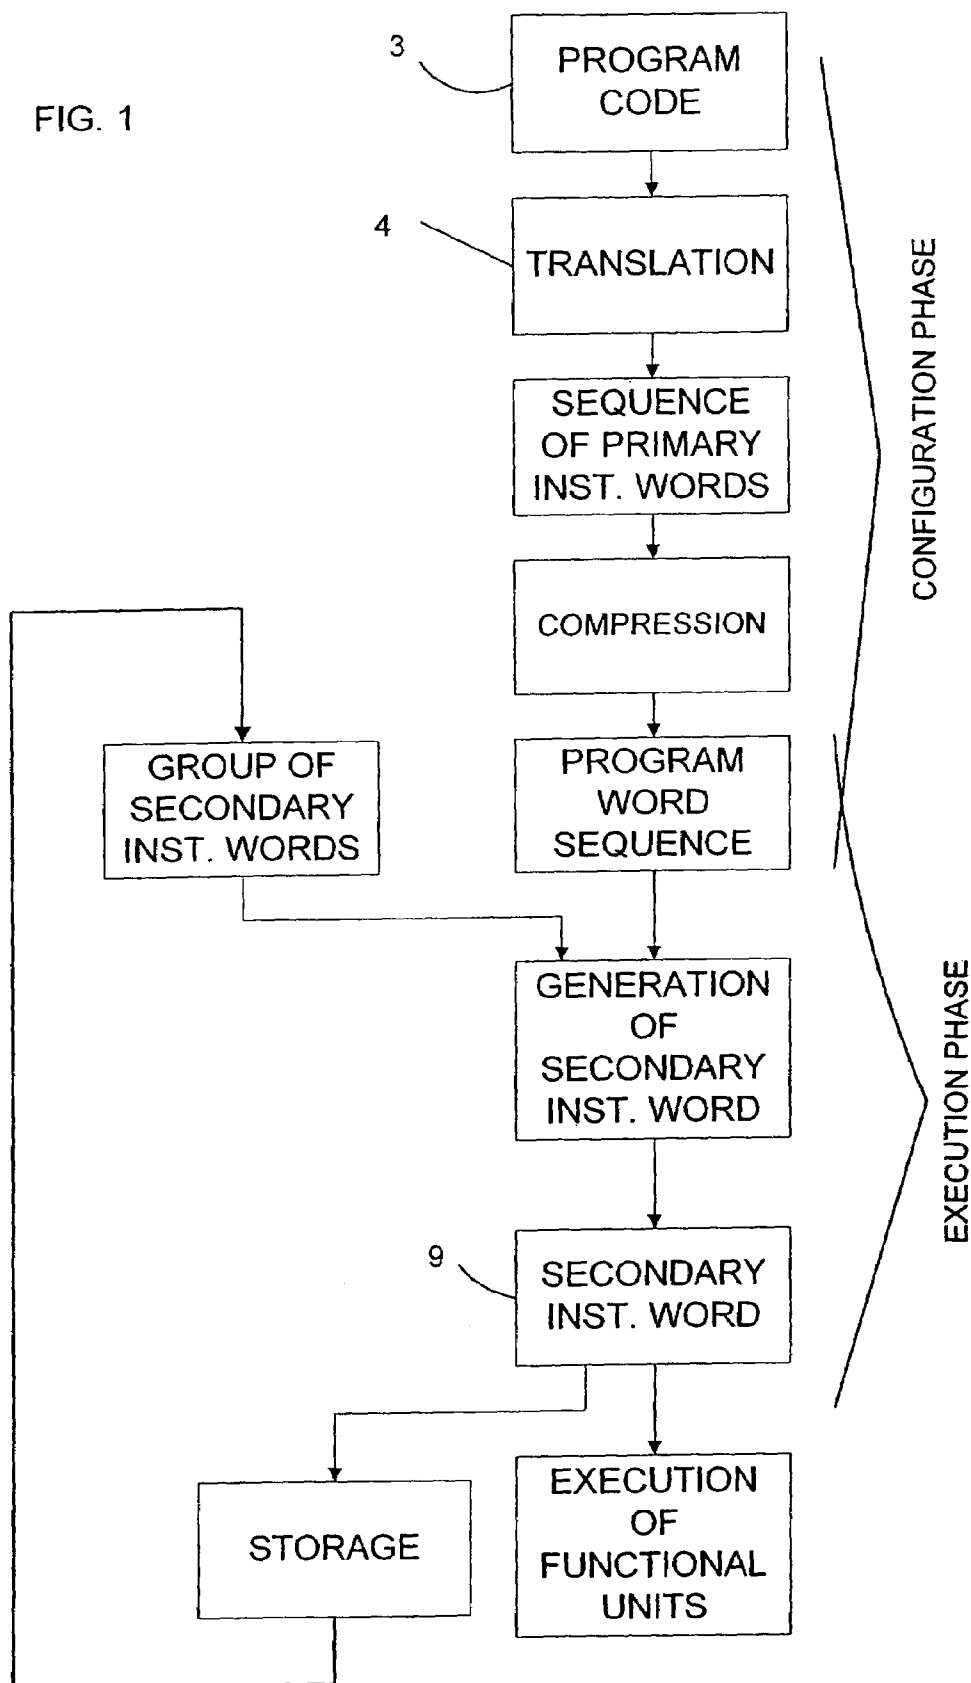 FIG. 1
3
PROGRAM
CODE
4
TRANSLATION
SEQUENCE
OF PRIMARY
INST. WORDS
COMPRESSION
CONFIGURATION PHASE
GROUP OF
SECONDARY
INST. WORDS
PROGRAM
WORD
SEQUENCE
GENERATION
OF
SECONDARY
INST. WORD
EXECUTION PHASE
9
SECONDARY
INST. WORD
STORAGE
EXECUTION
OF
FUNCTIONAL
UNITS